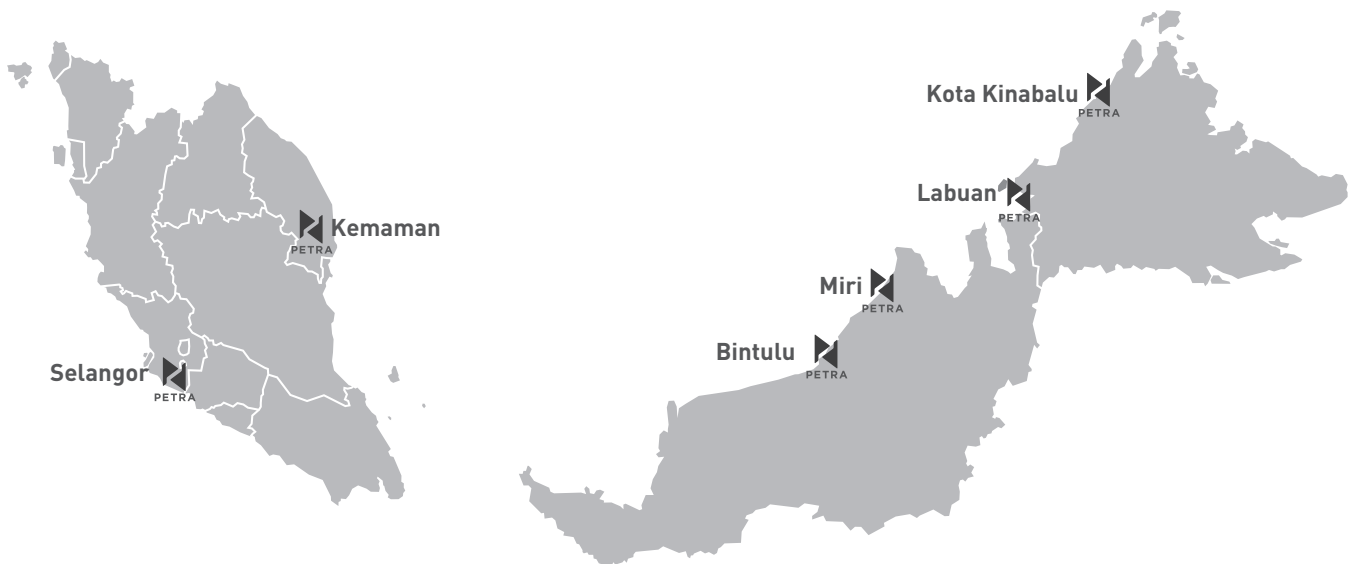 Kota Kinabalu
PETRA
Labuan
PETRA
Kemaman
PETRA
Miri
PETRA
Bintulu
PETRA
Selangor
PETRA